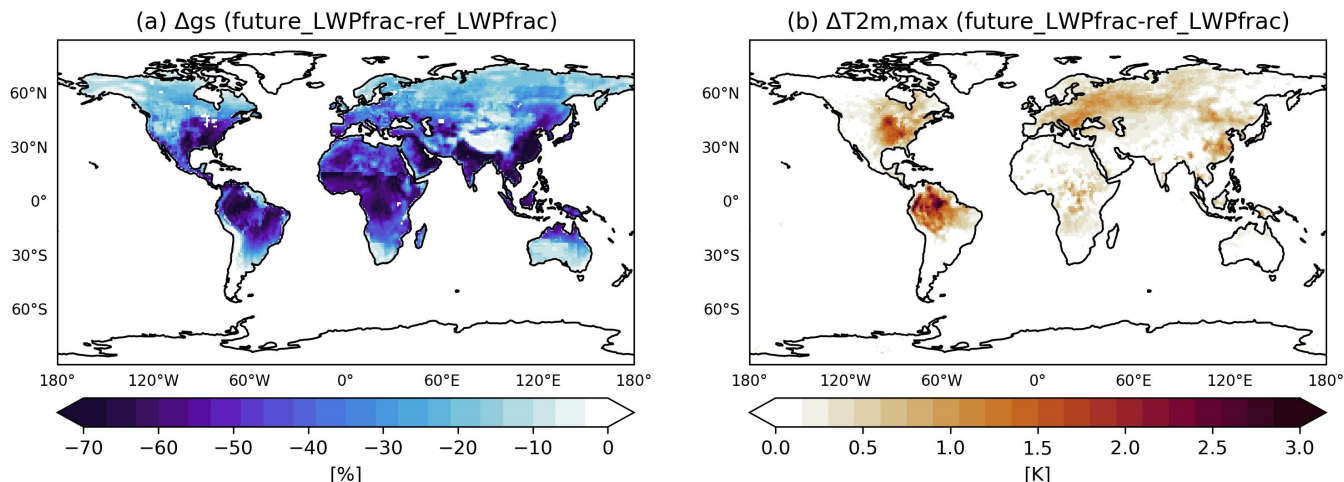 (a) Δgs (future_LWPfrac-ref_LWPfrac)
60°N
30°N
0°
30°S
60°S
180° 120°W 60°W 0° 60°E 120°E 180°
−70 −60 −50 −40 −30 −20 −10 0
[%]
(b) ΔT2m,max (future_LWPfrac-ref_LWPfrac)
60°N
30°N
0°
30°S
60°S
180° 120°W 60°W 0° 60°E 120°E 180°
0.0 0.5 1.0 1.5 2.0 2.5 3.0
[K]